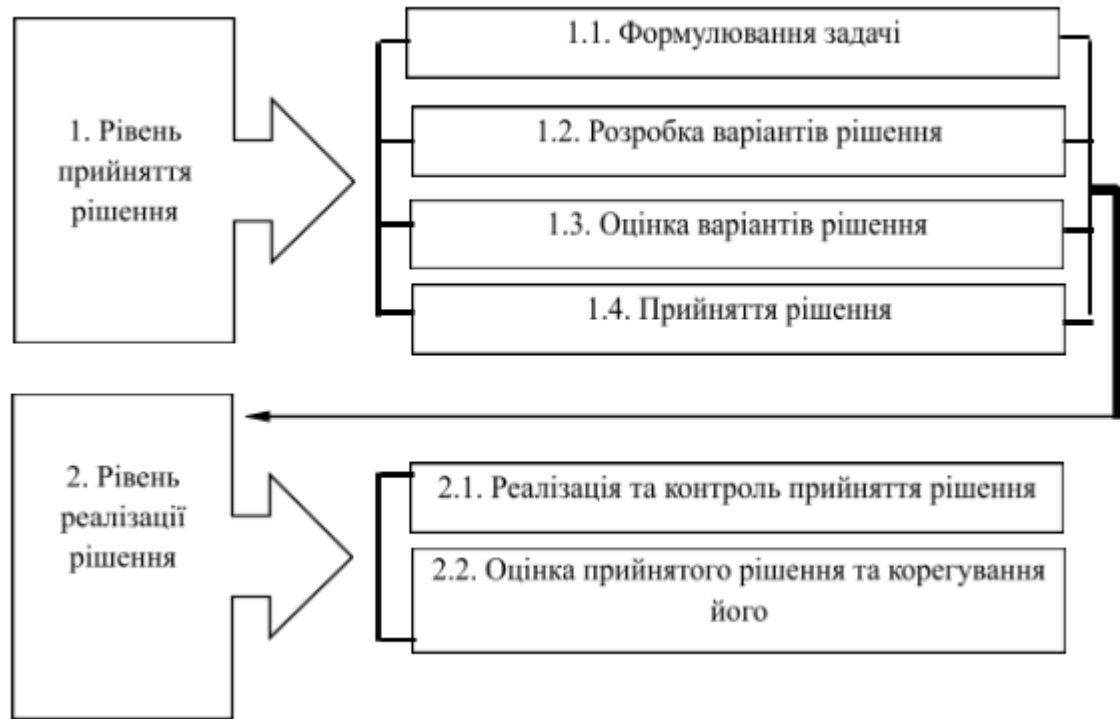 1. Рівень
прийняття
рішення
1.1. Формулювання задачі
1.2. Розробка варіантів рішення
1.3. Оцінка варіантів рішення
1.4. Прийняття рішення
2. Рівень
реалізації
рішення
2.1. Реалізація та контроль прийняття рішення
2.2. Оцінка прийнятого рішення та корегування
його